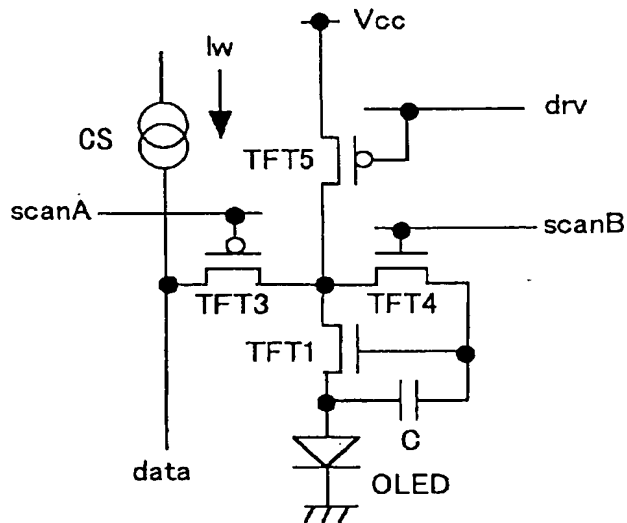 Vcc
Iw
drv
CS
TFT5
scanA
scanB
TFT3
TFT4
TFT1
C
data
OLED